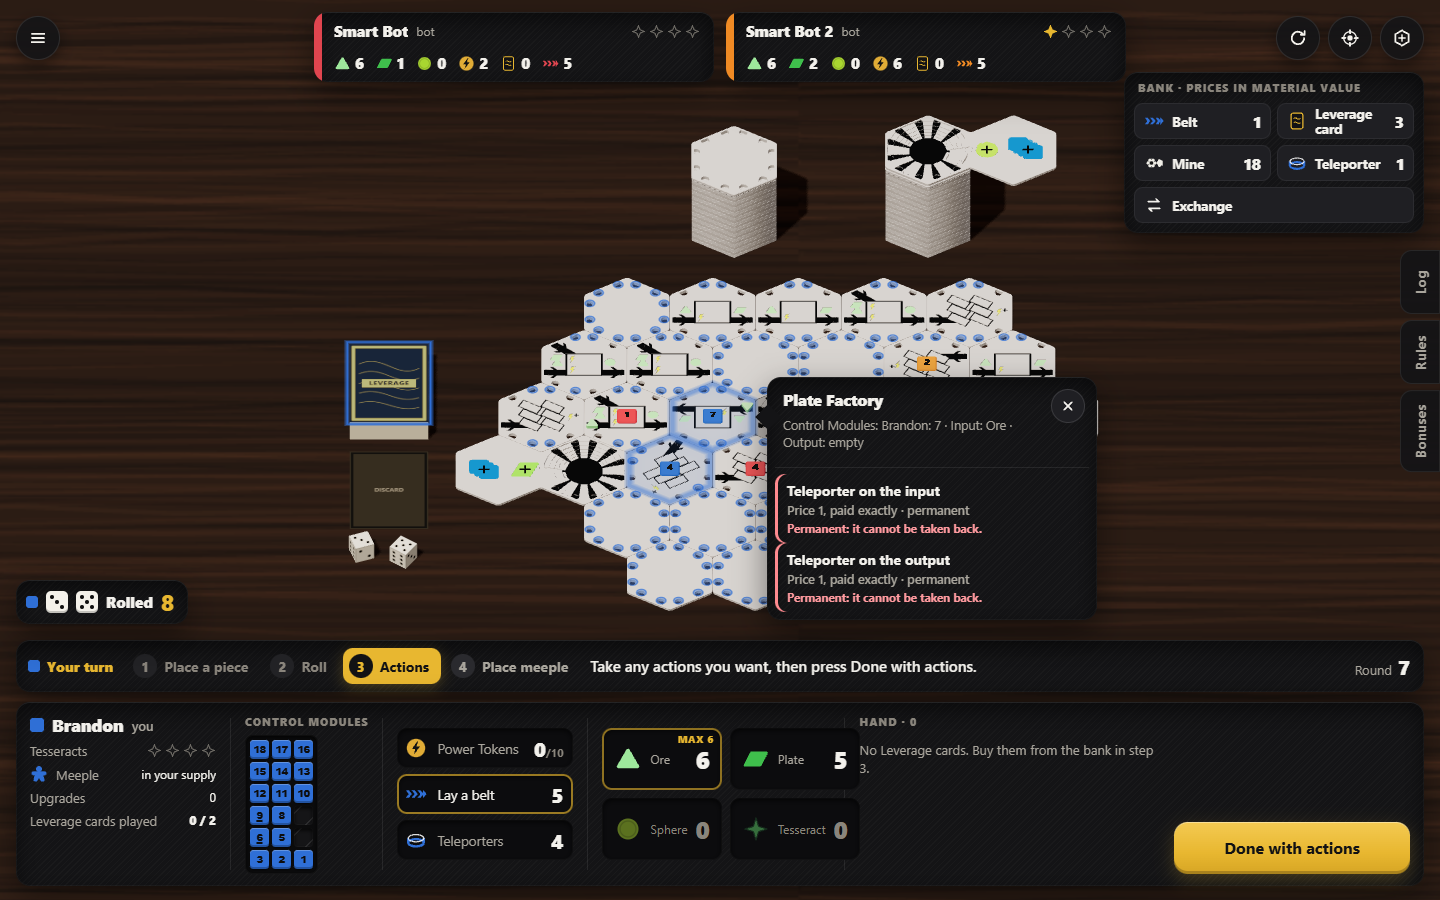 Smart Bot bot
6 1 0 2 0 5
Smart Bot 2 bot
6 2 0 6 0 5
BANK · PRICES IN MATERIAL VALUE
Belt 1
Leverage card 3
Mine 18
Teleporter 1
Exchange
Log
Rules
Bonuses
LEVERAGE
DISCARD
2
1
7
4
4
Plate Factory
Control Modules: Brandon: 7 · Input: Ore ·
Output: empty
Teleporter on the input
Price 1, paid exactly · permanent
Permanent: it cannot be taken back.
Teleporter on the output
Price 1, paid exactly · permanent
Permanent: it cannot be taken back.
Rolled 8
Your turn 1 Place a piece 2 Roll 3 Actions 4 Place meeple Take any actions you want, then press Done with actions. Round 7
Brandon you
Tesseracts
Meeple in your supply
Upgrades 0
Leverage cards played 0 / 2
CONTROL MODULES
18 17 16
15 14 13
12 11 10
9 8
6 5
3 2 1
Power Tokens 0/10
Lay a belt 5
Teleporters 4
MAX 6
Ore 6
Plate 5
Sphere 0
Tesseract 0
HAND · 0
No Leverage cards. Buy them from the bank in step
3.
Done with actions